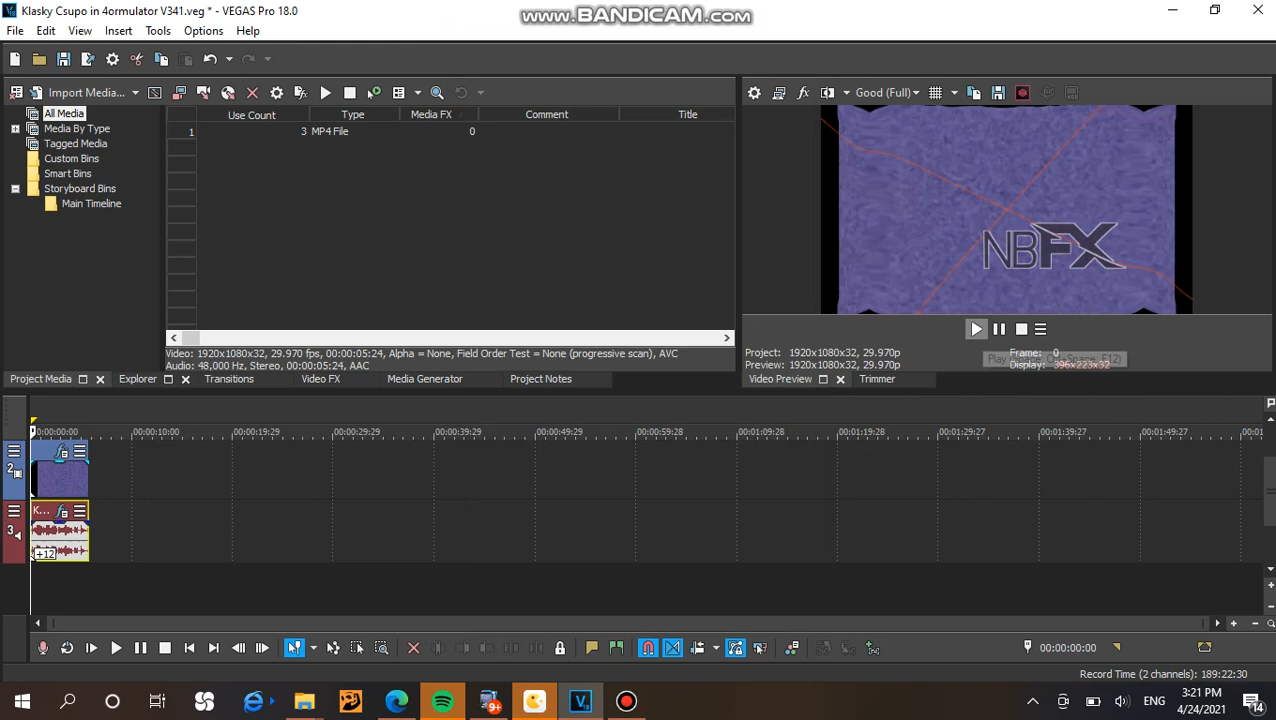 Klasky Csupo in 4ormulator V341.veg * - VEGAS Pro 18.0
www.BANDICAM.com
File Edit View Insert Tools Options Help
Import Media...
Good (Full)
All Media
Media By Type
Tagged Media
Custom Bins
Smart Bins
Storyboard Bins
Main Timeline
Use Count Type Media FX Comment Title
1 3 MP4 File 0
NBFX
Video: 1920x1080x32, 29.970 fps, 00:00:05:24, Alpha = None, Field Order Test = None (progressive scan), AVC
Audio: 48,000 Hz, Stereo, 00:00:05:24, AAC
Project: 1920x1080x32, 29.970p
Preview: 1920x1080x32, 29.970p
Frame: 0
Display: 396x223x32
Project Media Explorer Transitions Video FX Media Generator Project Notes
Video Preview Trimmer
00:00:00:00 00:00:10:00 00:00:19:29 00:00:29:29 00:00:39:29 00:00:49:29 00:00:59:28 00:01:09:28 00:01:19:28 00:01:29:27 00:01:39:27 00:01:49:27 00:01
2
K...
3
+12
00:00:00:00
Record Time (2 channels): 189:22:30
9+
ENG
3:21 PM
4/24/2021
14